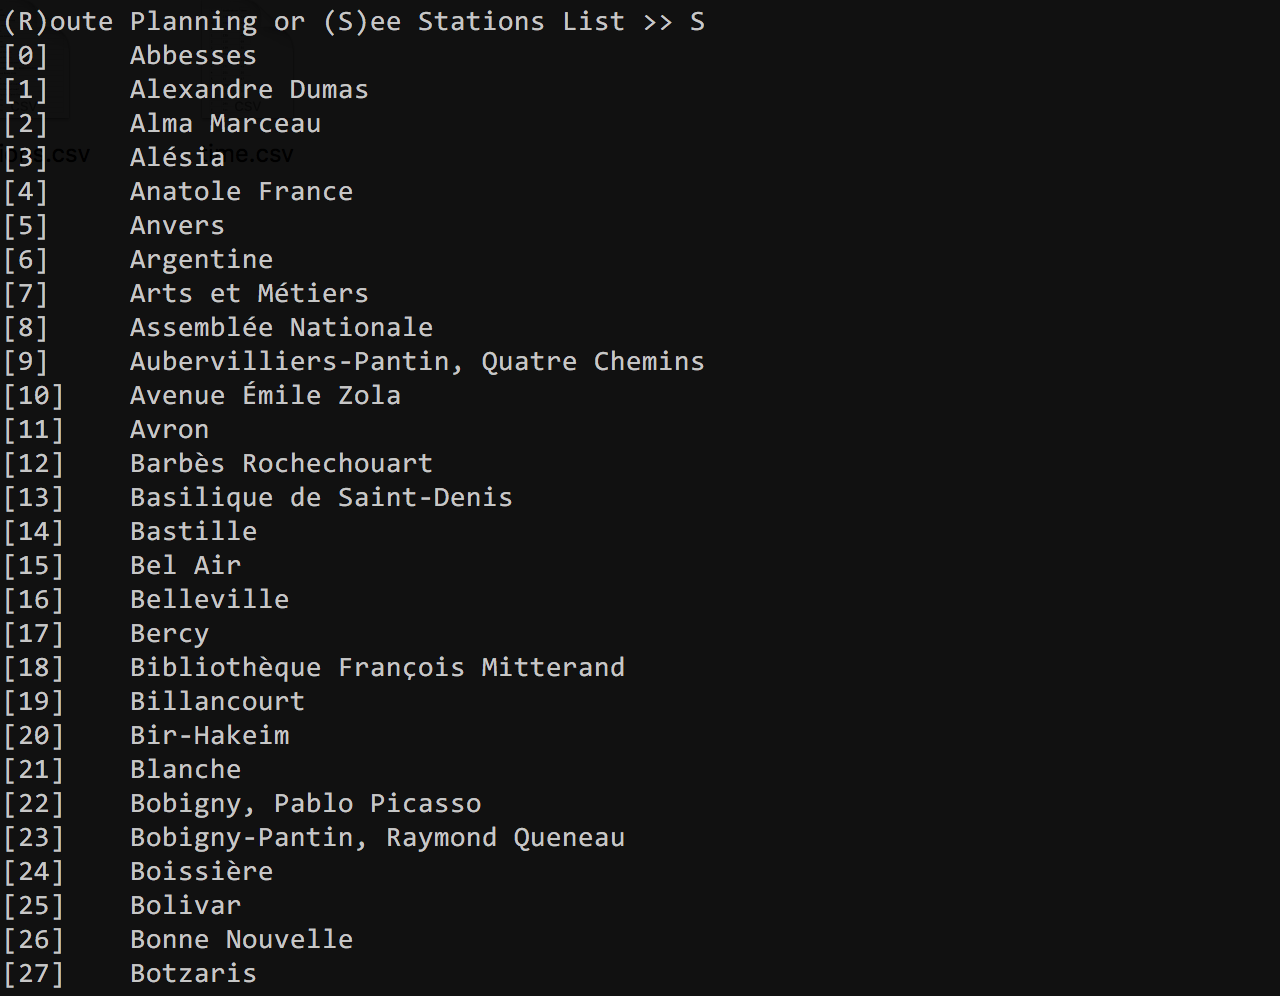 (R)oute Planning or (S)ee Stations List >> S
[0] Abbesses
[1] Alexandre Dumas
[2] Alma Marceau
[3] Alésia
[4] Anatole France
[5] Anvers
[6] Argentine
[7] Arts et Métiers
[8] Assemblée Nationale
[9] Aubervilliers-Pantin, Quatre Chemins
[10] Avenue Émile Zola
[11] Avron
[12] Barbès Rochechouart
[13] Basilique de Saint-Denis
[14] Bastille
[15] Bel Air
[16] Belleville
[17] Bercy
[18] Bibliothèque François Mitterand
[19] Billancourt
[20] Bir-Hakeim
[21] Blanche
[22] Bobigny, Pablo Picasso
[23] Bobigny-Pantin, Raymond Queneau
[24] Boissière
[25] Bolivar
[26] Bonne Nouvelle
[27] Botzaris